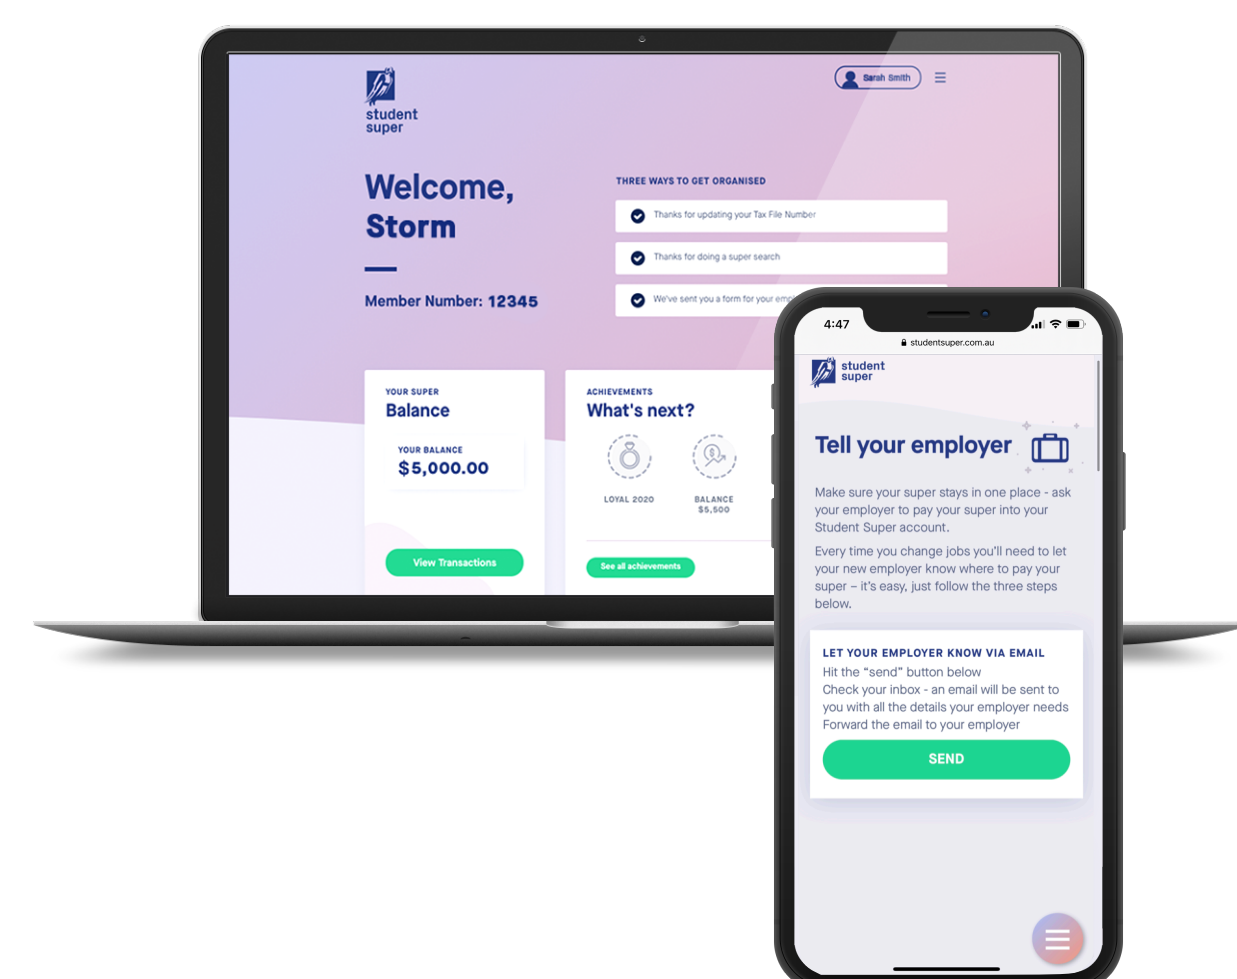 student
super
Sarah Smith
Welcome,
Storm
Member Number: 12345
THREE WAYS TO GET ORGANISED
Thanks for updating your Tax File Number
Thanks for doing a super search
We've sent you a form for your
YOUR SUPER
Balance
YOUR BALANCE
$5,000.00
View Transactions
ACHIEVEMENTS
What's next?
LOYAL 2020
BALANCE
$5,500
See all achievements
4:47
studentsuper.com.au
student
super
Tell your employer
Make sure your super stays in one place - ask
your employer to pay your super into your
Student Super account.
Every time you change jobs you'll need to let
your new employer know where to pay your
super – it's easy, just follow the three steps
below.
LET YOUR EMPLOYER KNOW VIA EMAIL
Hit the “send” button below
Check your inbox - an email will be sent to
you with all the details your employer needs
Forward the email to your employer
SEND